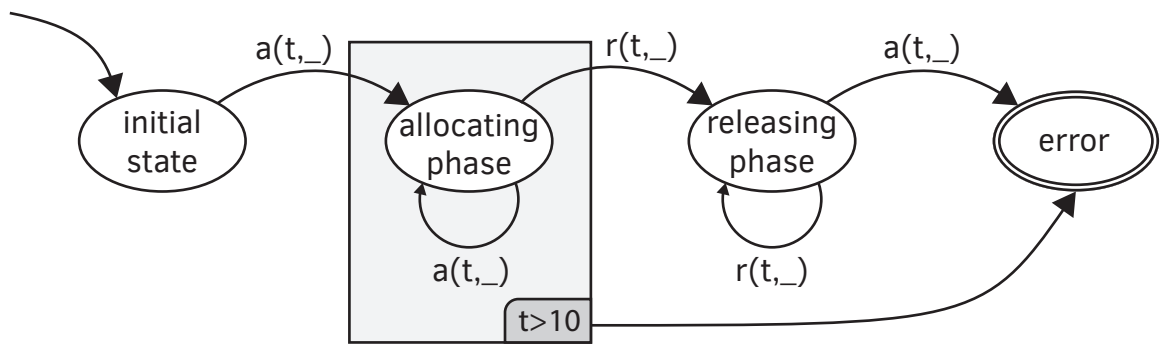 a(t,_)
r(t,_)
a(t,_)
initial
state
allocating
phase
releasing
phase
error
a(t,_)
r(t,_)
t>10